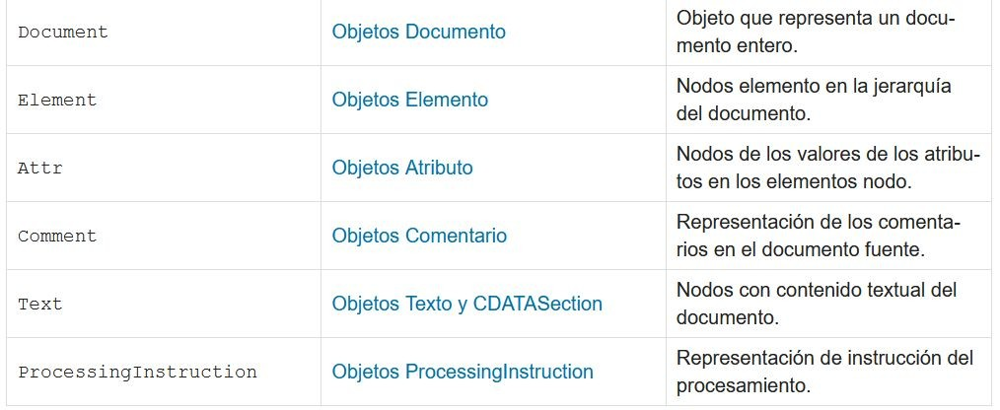 Document
Objetos Documento
Objeto que representa un docu-
mento entero.
Element
Objetos Elemento
Nodos elemento en la jerarquía
del documento.
Attr
Objetos Atributo
Nodos de los valores de los atribu-
tos en los elementos nodo.
Comment
Objetos Comentario
Representación de los comenta-
rios en el documento fuente.
Text
Objetos Texto y CDATASection
Nodos con contenido textual del
documento.
ProcessingInstruction
Objetos ProcessingInstruction
Representación de instrucción del
procesamiento.